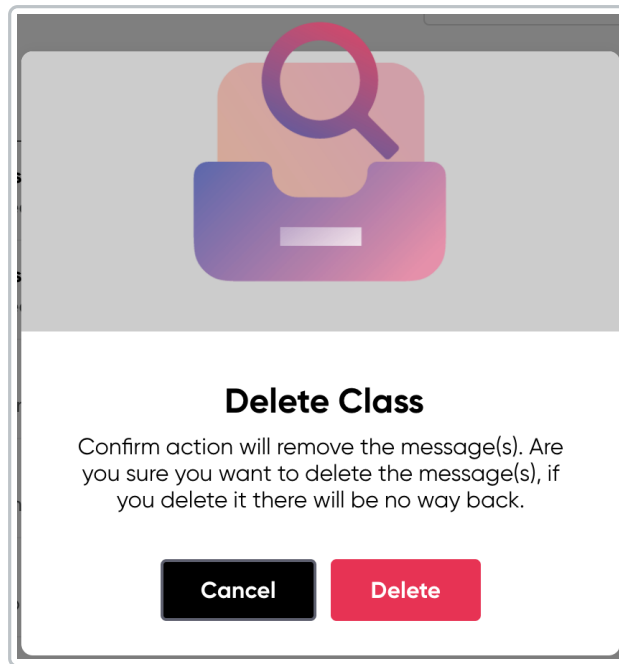 Delete Class
Confirm action will remove the message(s). Are
you sure you want to delete the message(s), if
you delete it there will be no way back.
Cancel
Delete